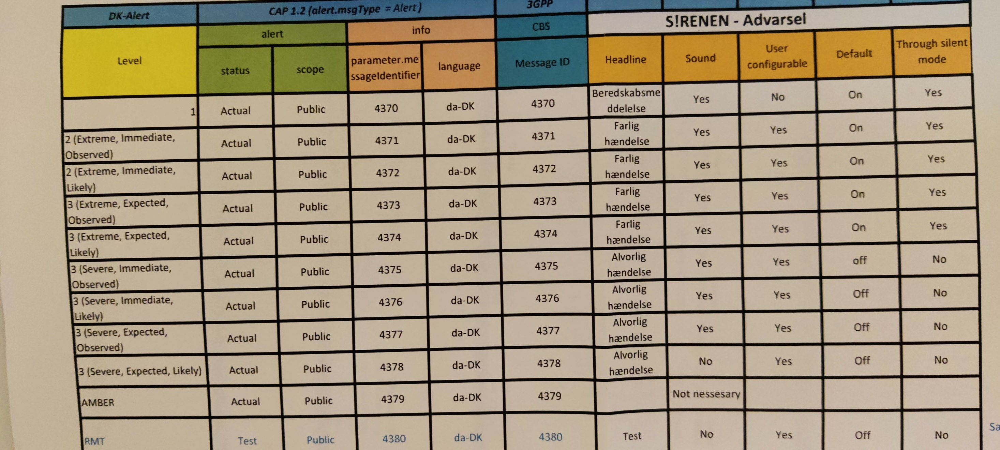 DK-Alert CAP 1.2 (alert.msgType = Alert) 3GPP
S!RENEN - Advarsel
alert info CBS
Level status scope parameter.me language Message ID Headline Sound User Default Through silent
ssageIdentifier configurable mode
1 Actual Public 4370 da-DK 4370 Beredskabsme Yes No On Yes
ddelelse
2 (Extreme, Immediate, Actual Public 4371 da-DK 4371 Farlig Yes Yes On Yes
Observed) hændelse
2 (Extreme, Immediate, Actual Public 4372 da-DK 4372 Farlig Yes Yes On Yes
Likely) hændelse
3 (Extreme, Expected, Actual Public 4373 da-DK 4373 Farlig Yes Yes On Yes
Observed) hændelse
3 (Extreme, Expected, Actual Public 4374 da-DK 4374 Farlig Yes Yes On Yes
Likely) hændelse
3 (Severe, Immediate, Actual Public 4375 da-DK 4375 Alvorlig Yes Yes off No
Observed) hændelse
3 (Severe, Immediate, Actual Public 4376 da-DK 4376 Alvorlig Yes Yes Off No
Likely) hændelse
3 (Severe, Expected, Actual Public 4377 da-DK 4377 Alvorlig Yes Yes Off No
Observed) hændelse
3 (Severe, Expected, Likely) Actual Public 4378 da-DK 4378 Alvorlig No Yes Off No
hændelse
AMBER Actual Public 4379 da-DK 4379 Not nessesary
RMT Test Public 4380 da-DK 4380 Test No Yes Off No